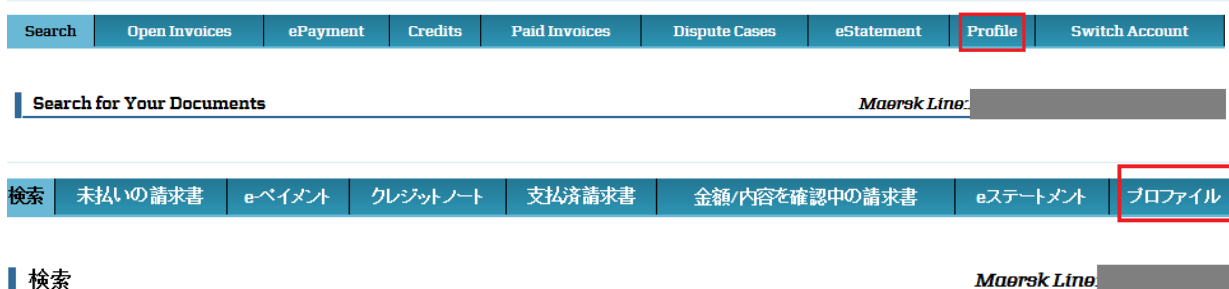 Search Open Invoices ePayment Credits Paid Invoices Dispute Cases eStatement Profile Switch Account
Search for Your Documents Maersk Line:
検索 未払いの請求書 e-ペイメント クレジットノート 支払済請求書 金額/内容を確認中の請求書 eステートメント プロファイル
検索 Maersk Line: